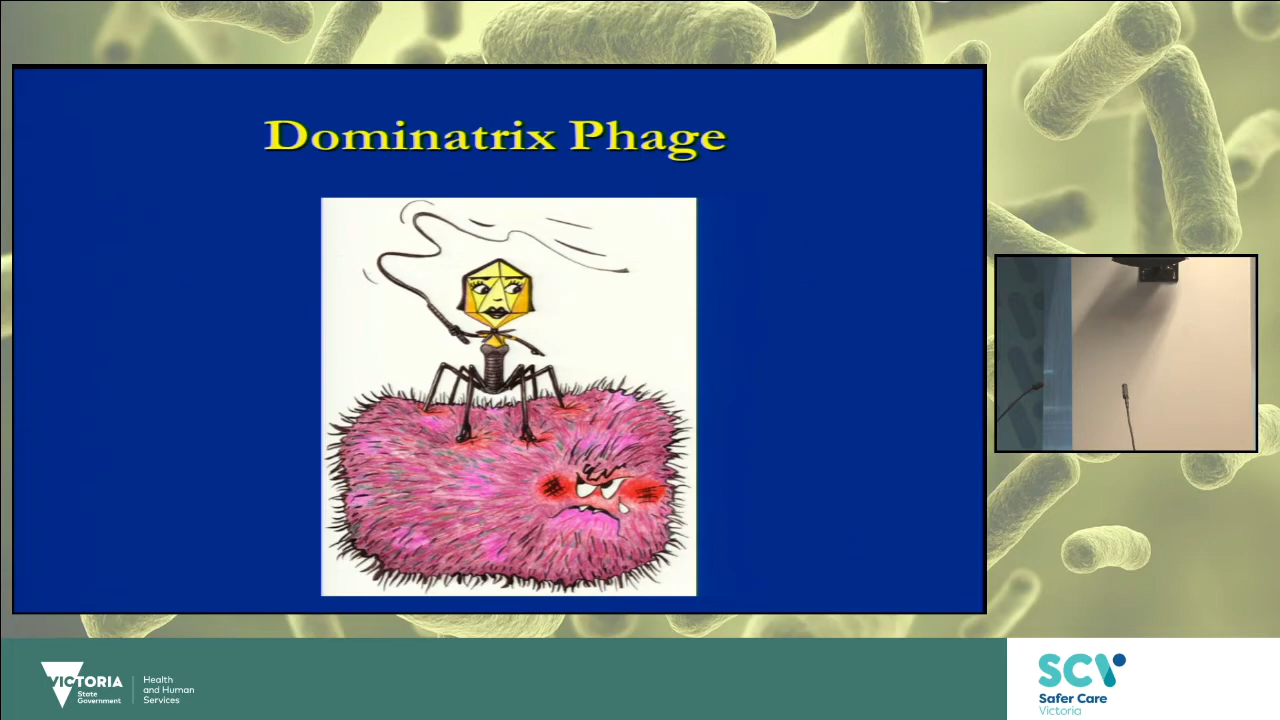 Dominatrix Phage
VICTORIA
State
Government
Health
and Human
Services
SCV
Safer Care
Victoria